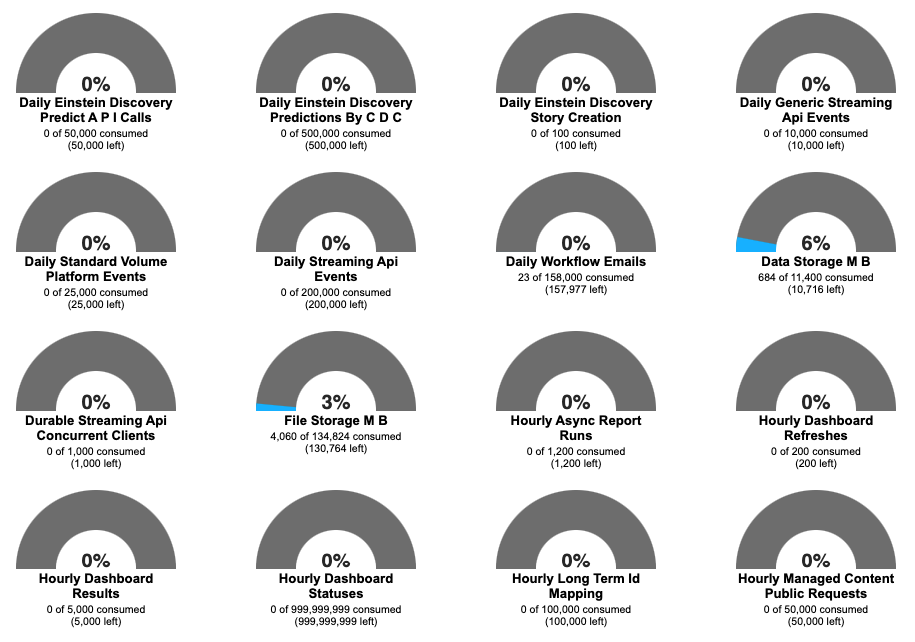 0%
Daily Einstein Discovery
Predict A P I Calls
0 of 50,000 consumed
(50,000 left)
0%
Daily Einstein Discovery
Predictions By C D C
0 of 500,000 consumed
(500,000 left)
0%
Daily Einstein Discovery
Story Creation
0 of 100 consumed
(100 left)
0%
Daily Generic Streaming
Api Events
0 of 10,000 consumed
(10,000 left)
0%
Daily Standard Volume
Platform Events
0 of 25,000 consumed
(25,000 left)
0%
Daily Streaming Api
Events
0 of 200,000 consumed
(200,000 left)
0%
Daily Workflow Emails
23 of 158,000 consumed
(157,977 left)
6%
Data Storage M B
684 of 11,400 consumed
(10,716 left)
0%
Durable Streaming Api
Concurrent Clients
0 of 1,000 consumed
(1,000 left)
3%
File Storage M B
4,060 of 134,824 consumed
(130,764 left)
0%
Hourly Async Report
Runs
0 of 1,200 consumed
(1,200 left)
0%
Hourly Dashboard
Refreshes
0 of 200 consumed
(200 left)
0%
Hourly Dashboard
Results
0 of 5,000 consumed
(5,000 left)
0%
Hourly Dashboard
Statuses
0 of 999,999,999 consumed
(999,999,999 left)
0%
Hourly Long Term Id
Mapping
0 of 100,000 consumed
(100,000 left)
0%
Hourly Managed Content
Public Requests
0 of 50,000 consumed
(50,000 left)